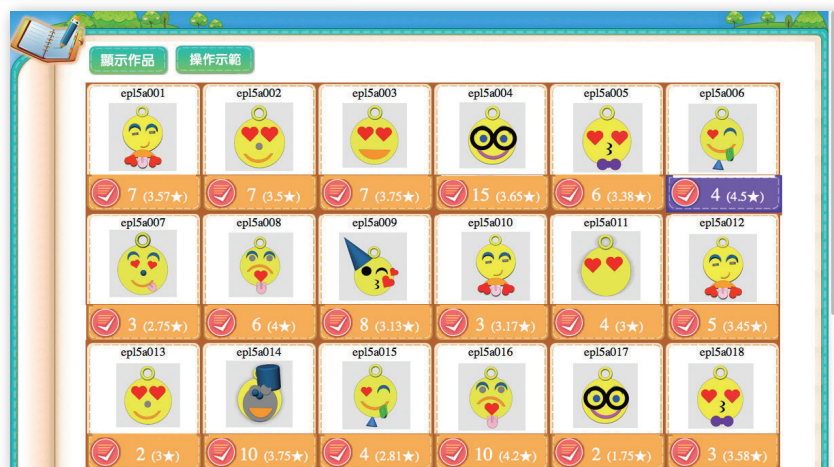 顯示作品 操作示範
epl5a001 epl5a002 epl5a003 epl5a004 epl5a005 epl5a006
7 (3.57★) 7 (3.5★) 7 (3.75★) 15 (3.65★) 6 (3.38★) 4 (4.5★)
epl5a007 epl5a008 epl5a009 epl5a010 epl5a011 epl5a012
3 (2.75★) 6 (4★) 8 (3.13★) 3 (3.17★) 4 (3★) 5 (3.45★)
epl5a013 epl5a014 epl5a015 epl5a016 epl5a017 epl5a018
2 (3★) 10 (3.75★) 4 (2.81★) 10 (4.2★) 2 (1.75★) 3 (3.58★)